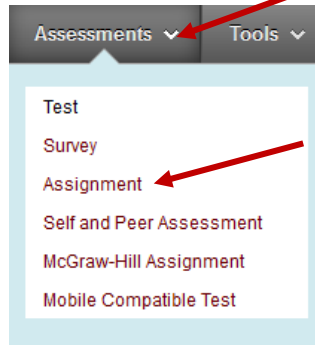 Assessments Tools
Test
Survey
Assignment
Self and Peer Assessment
McGraw-Hill Assignment
Mobile Compatible Test